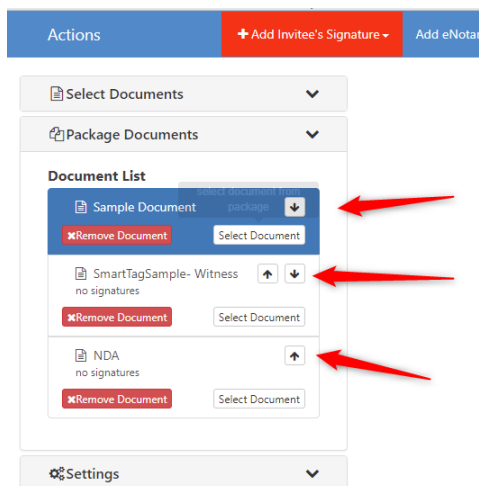 Actions
+ Add Invitee's Signature
Add eNotar
Select Documents
Package Documents
Document List
select document from
package
Sample Document
×Remove Document
Select Document
SmartTagSample- Witness
no signatures
×Remove Document
Select Document
NDA
no signatures
×Remove Document
Select Document
Settings